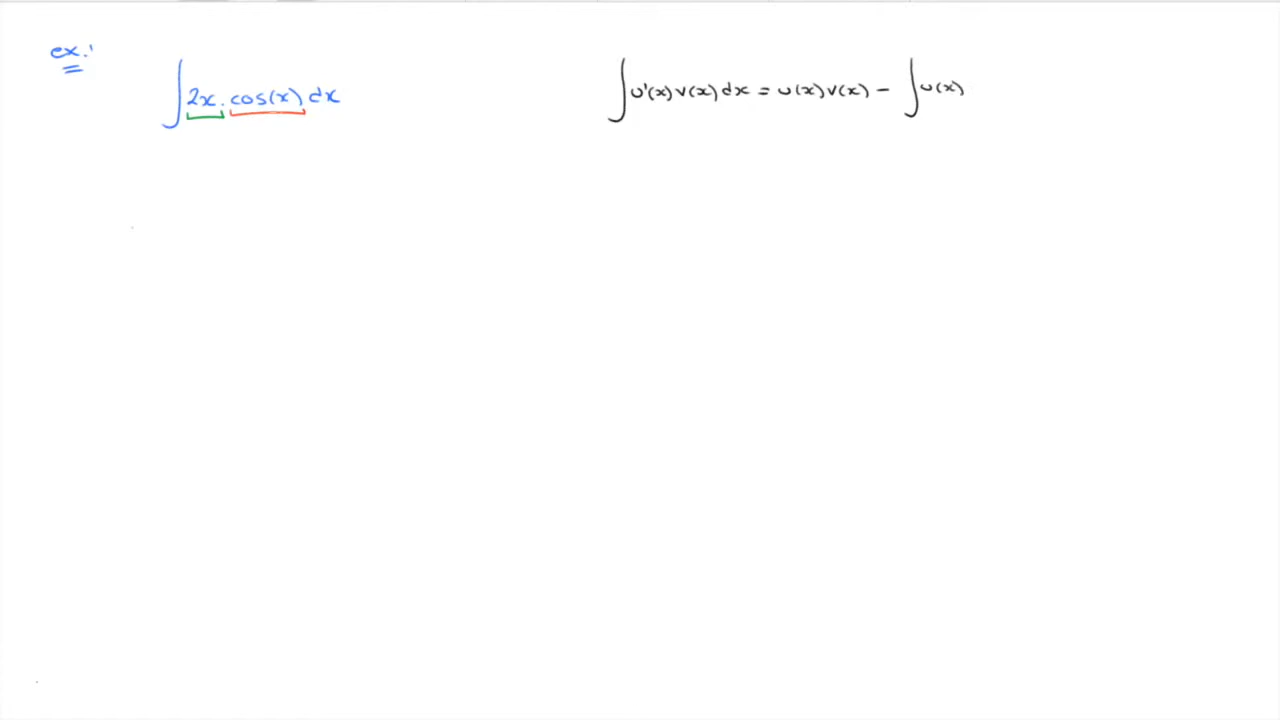 ex:
∫2x.cos(x)dx
∫u'(x)v(x)dx = u(x)v(x) - ∫u(x)